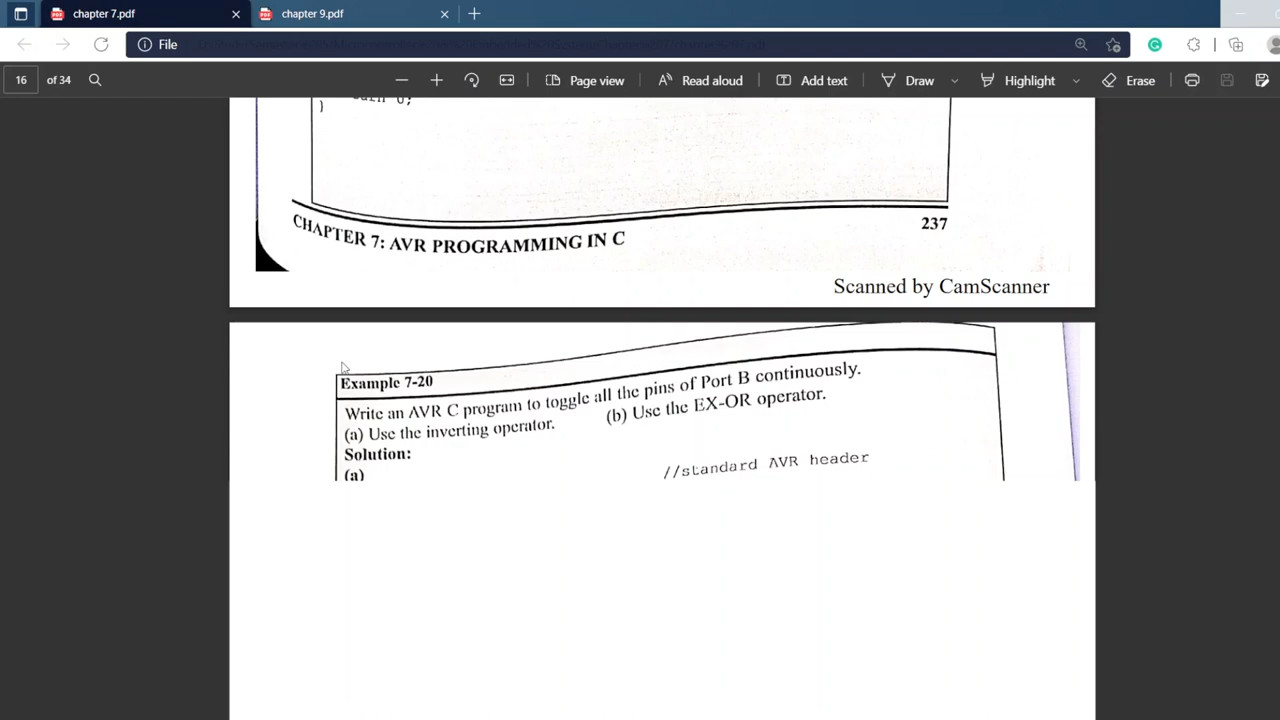 chapter 7.pdf
chapter 9.pdf
File
16 of 34
Page view
Read aloud
Add text
Draw
Highlight
Erase
}
CHAPTER 7: AVR PROGRAMMING IN C
237
Scanned by CamScanner
Example 7-20
Write an AVR C program to toggle all the pins of Port B continuously.
(a) Use the inverting operator. (b) Use the EX-OR operator.
Solution:
(a)
//standard AVR header